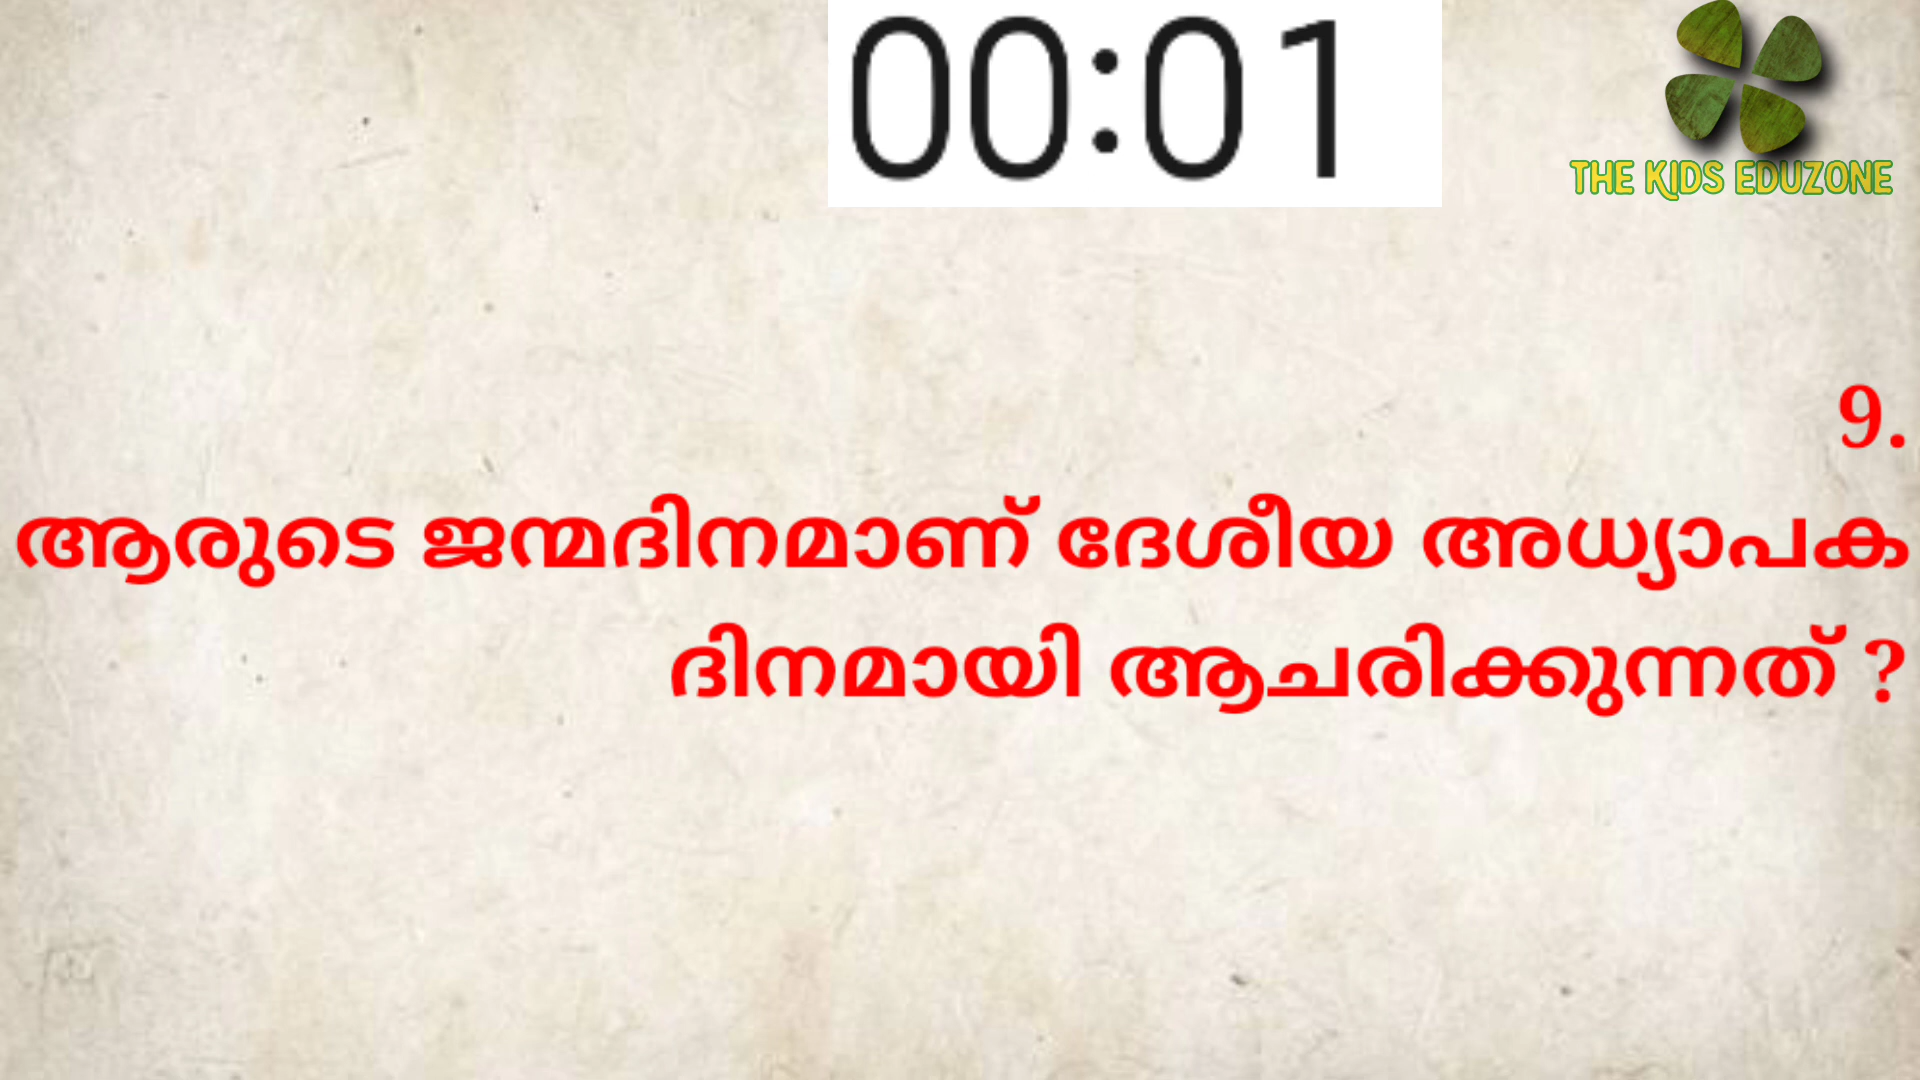 00:01
THE KIDS EDUZONE
9.
ആരുടെ ജന്മദിനമാണ് ദേശീയ അധ്യാപക
ദിനമായി ആചരിക്കുന്നത് ?